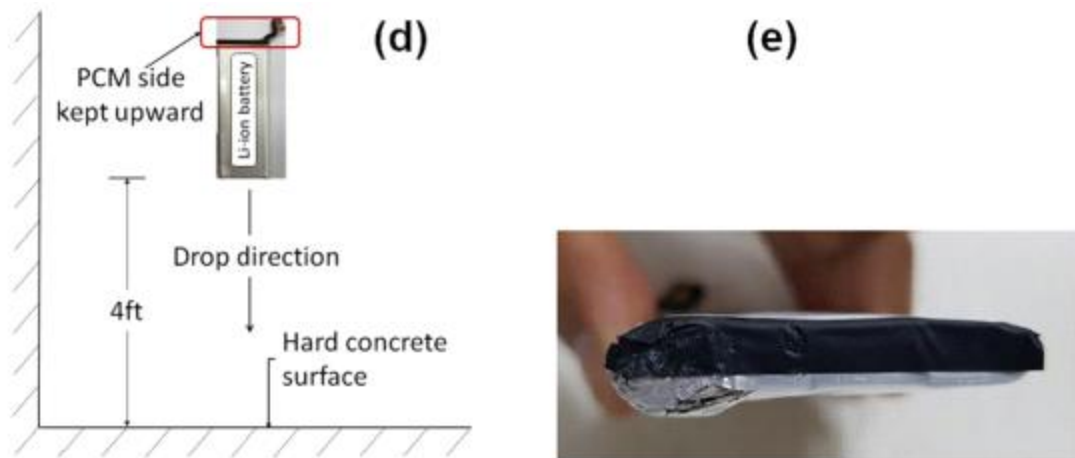 (d)
PCM side
kept upward
Li-ion battery
4ft
Drop direction
Hard concrete
surface
(e)